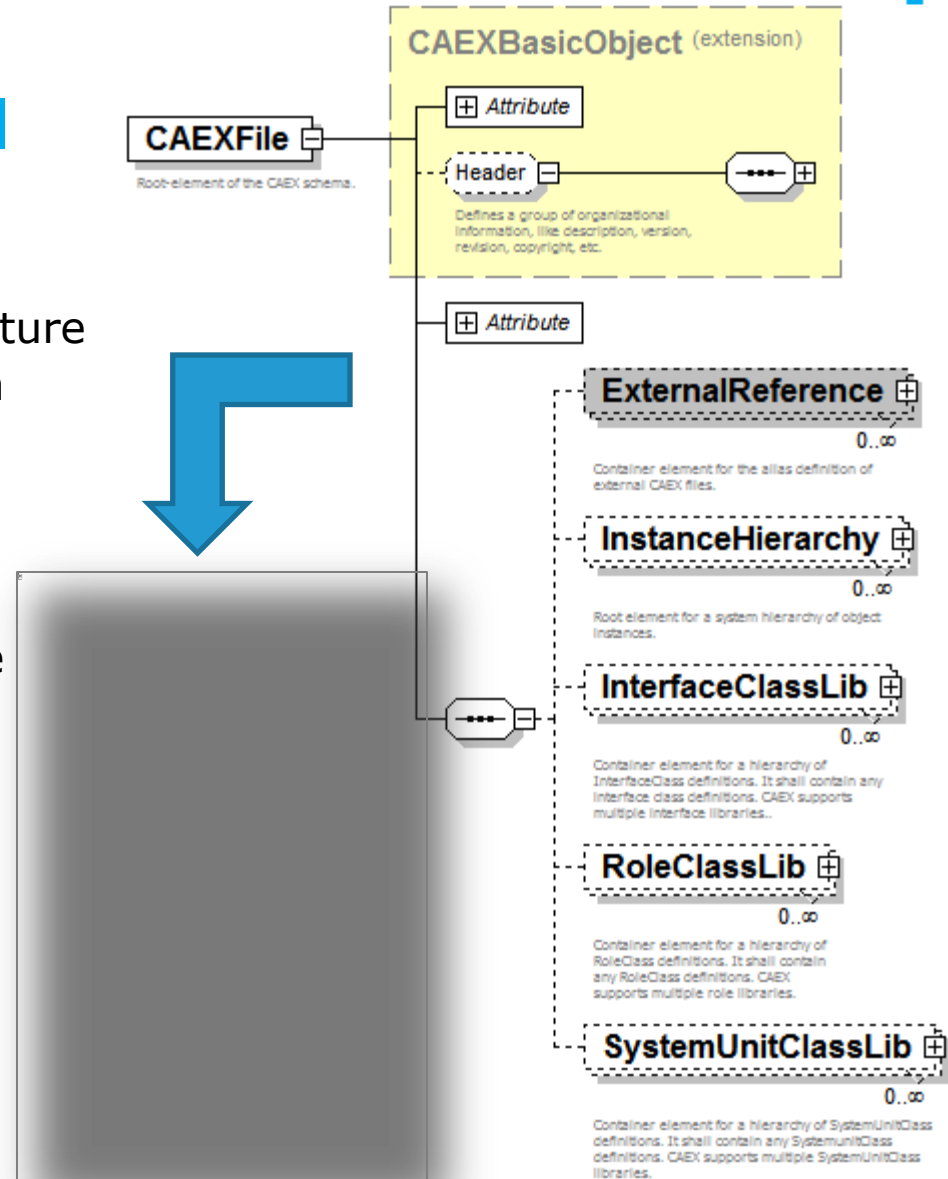 CAEXBasicObject (extension)
Attribute
CAEXFile
Root-element of the CAEX schema.
Header
Defines a group of organizational
information, like description, version,
revision, copyright, etc.
ture
Attribute
ExternalReference
0..∞
Container element for the alias definition of
external CAEX files.
InstanceHierarchy
0..∞
Root element for a system hierarchy of object
instances.
e
InterfaceClassLib
0..∞
Container element for a hierarchy of
InterfaceClass definitions. It shall contain any
interface class definitions. CAEX supports
multiple interface libraries..
RoleClassLib
0..∞
Container element for a hierarchy of
RoleClass definitions. It shall contain
any RoleClass definitions. CAEX
supports multiple role libraries.
SystemUnitClassLib
0..∞
Container element for a hierarchy of SystemUnitClass
definitions. It shall contain any SystemunitClass
definitions. CAEX supports multiple SystemUnitClass
libraries.